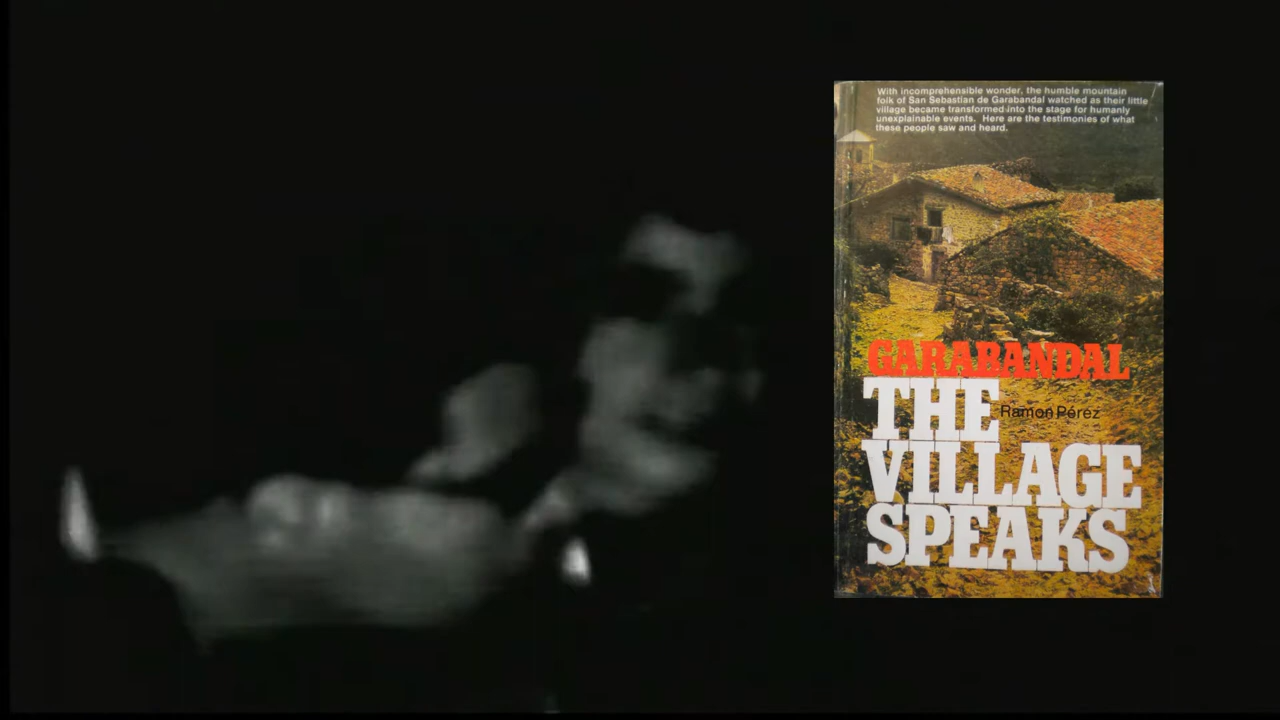 With incomprehensible wonder, the humble mountain
folk of San Sebastian de Garabandal watched as their little
village became transformed into the stage for humanly
unexplainable events. Here are the testimonies of what
these people saw and heard.
GARABANDAL
THE
Ramon Pérez
VILLAGE
SPEAKS